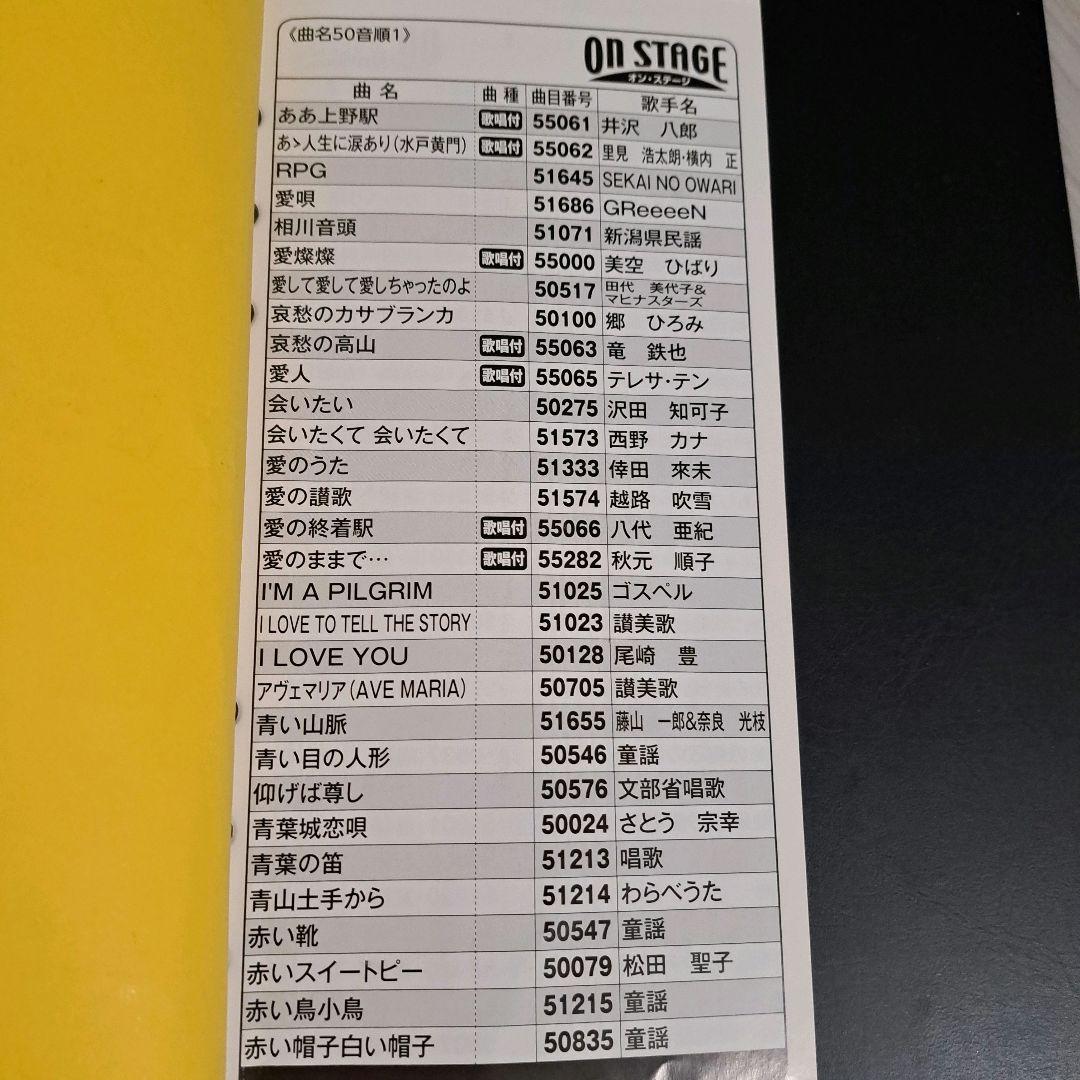 《曲名50音順1》
ON STAGE
オン・ステージ
曲名 曲種 曲目番号 歌手名
ああ上野駅 歌唱付 55061 井沢 八郎
あゝ人生に涙あり(水戸黄門) 歌唱付 55062 里見 浩太朗・横内 正
RPG 51645 SEKAI NO OWARI
愛唄 51686 GReeeeN
相川音頭 51071 新潟県民謡
愛燦燦 歌唱付 55000 美空 ひばり
愛して愛して愛しちゃったのよ 50517 田代 美代子&マヒナスターズ
哀愁のカサブランカ 50100 郷 ひろみ
哀愁の高山 歌唱付 55063 竜 鉄也
愛人 歌唱付 55065 テレサ・テン
会いたい 50275 沢田 知可子
会いたくて 会いたくて 51573 西野 カナ
愛のうた 51333 倖田 來未
愛の讃歌 51574 越路 吹雪
愛の終着駅 歌唱付 55066 八代 亜紀
愛のままで… 歌唱付 55282 秋元 順子
I'M A PILGRIM 51025 ゴスペル
I LOVE TO TELL THE STORY 51023 讃美歌
I LOVE YOU 50128 尾崎 豊
アヴェマリア(AVE MARIA) 50705 讃美歌
青い山脈 51655 藤山 一郎&奈良 光枝
青い目の人形 50546 童謡
仰げば尊し 50576 文部省唱歌
青葉城恋唄 50024 さとう 宗幸
青葉の笛 51213 唱歌
青山土手から 51214 わらべうた
赤い靴 50547 童謡
赤いスイートピー 50079 松田 聖子
赤い鳥小鳥 51215 童謡
赤い帽子白い帽子 50835 童謡